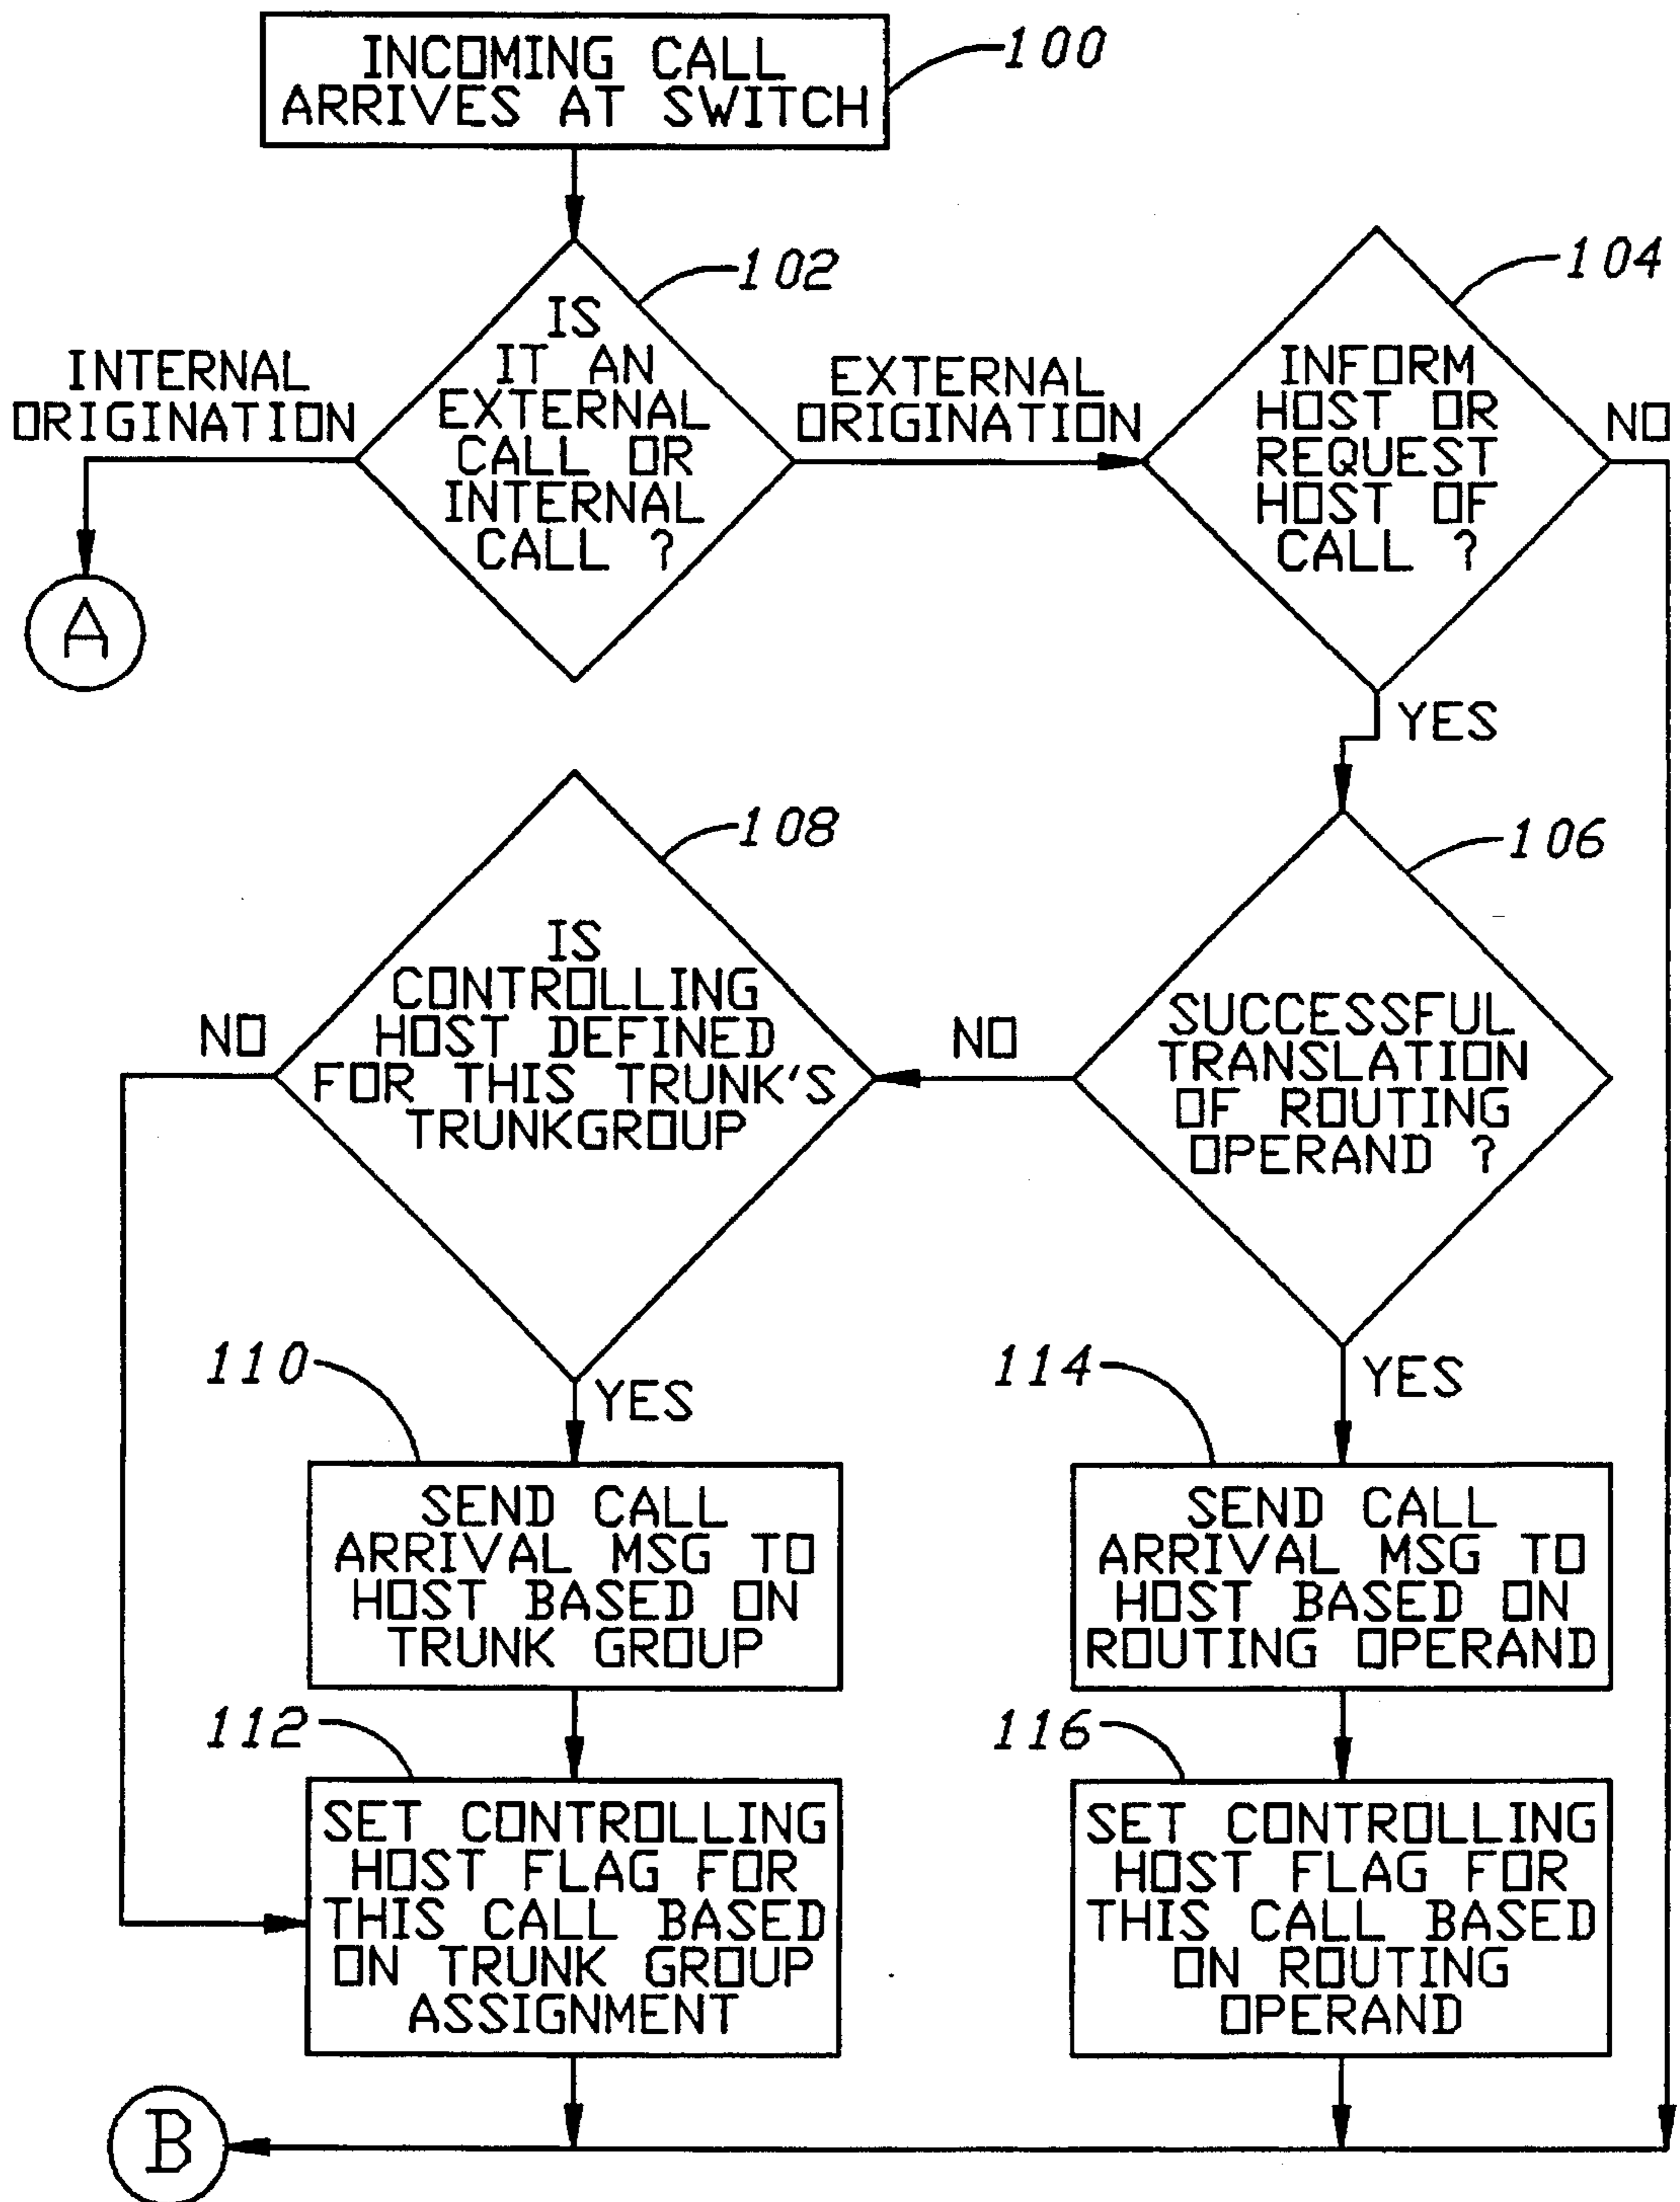 INCOMING CALL
ARRIVES AT SWITCH
100
102
IS
IT AN
EXTERNAL
CALL OR
INTERNAL
CALL ?
INTERNAL
ORIGINATION
EXTERNAL
ORIGINATION
104
INFORM
HOST OR
REQUEST
HOST OF
CALL ?
NO
A
YES
108
IS
CONTROLLING
HOST DEFINED
FOR THIS TRUNK'S
TRUNKGROUP
NO
NO
106
SUCCESSFUL
TRANSLATION
OF ROUTING
OPERAND ?
110
YES
114
YES
SEND CALL
ARRIVAL MSG TO
HOST BASED ON
TRUNK GROUP
SEND CALL
ARRIVAL MSG TO
HOST BASED ON
ROUTING OPERAND
112
116
SET CONTROLLING
HOST FLAG FOR
THIS CALL BASED
ON TRUNK GROUP
ASSIGNMENT
SET CONTROLLING
HOST FLAG FOR
THIS CALL BASED
ON ROUTING
OPERAND
B